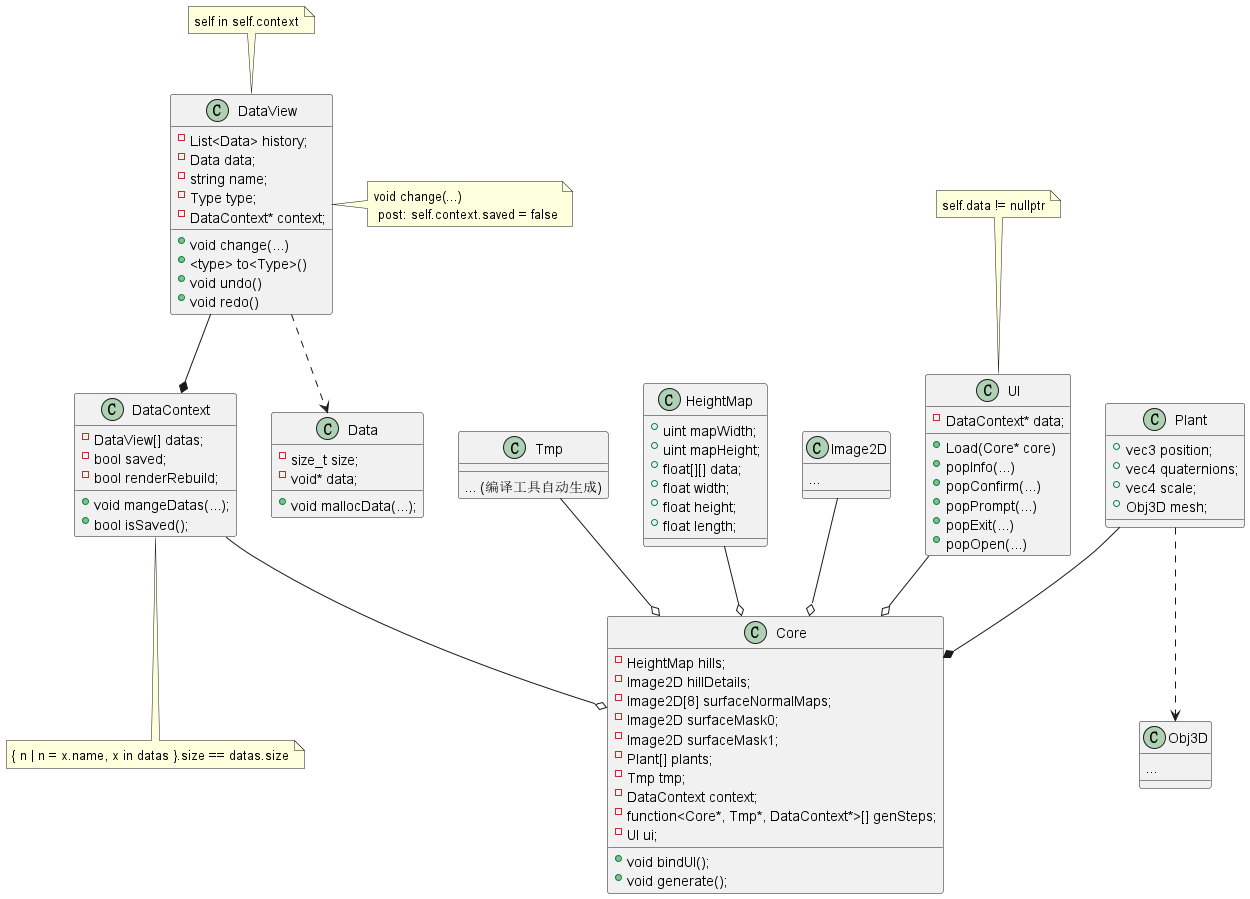 self in self.context
C DataView
List<Data> history;
Data data;
string name;
Type type;
DataContext* context;
void change(...)
<type> to<Type>()
void undo()
void redo()
void change(...)
post: self.context.saved = false
self.data != nullptr
C DataContext
DataView[] datas;
bool saved;
bool renderRebuild;
void mangeDatas(...);
bool isSaved();
C Data
size_t size;
void* data;
void mallocData(...);
C Tmp
... (编译工具自动生成)
C HeightMap
uint mapWidth;
uint mapHeight;
float[][] data;
float width;
float height;
float length;
C Image2D
...
C UI
DataContext* data;
Load(Core* core)
popInfo(...)
popConfirm(...)
popPrompt(...)
popExit(...)
popOpen(...)
C Plant
vec3 position;
vec4 quaternions;
vec4 scale;
Obj3D mesh;
{ n | n = x.name, x in datas }.size == datas.size
C Core
HeightMap hills;
Image2D hillDetails;
Image2D[8] surfaceNormalMaps;
Image2D surfaceMask0;
Image2D surfaceMask1;
Plant[] plants;
Tmp tmp;
DataContext context;
function<Core*, Tmp*, DataContext*>[] genSteps;
UI ui;
void bindUI();
void generate();
C Obj3D
...